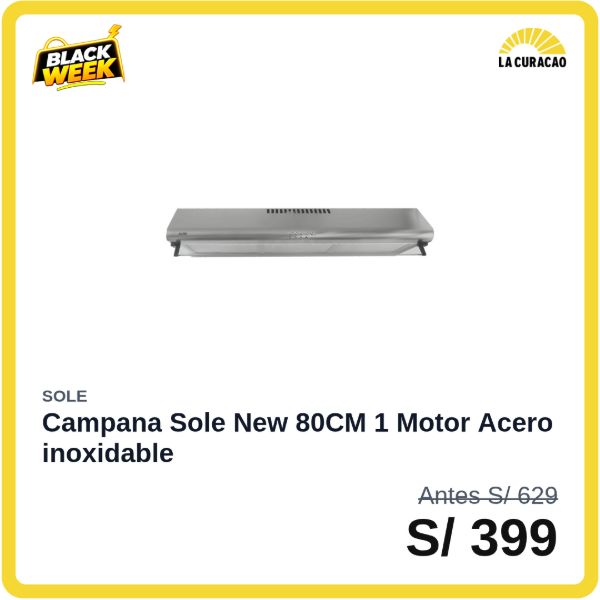 BLACK
WEEK
LA CURACAO
SOLE
Campana Sole New 80CM 1 Motor Acero
inoxidable
Antes S/ 629
S/ 399